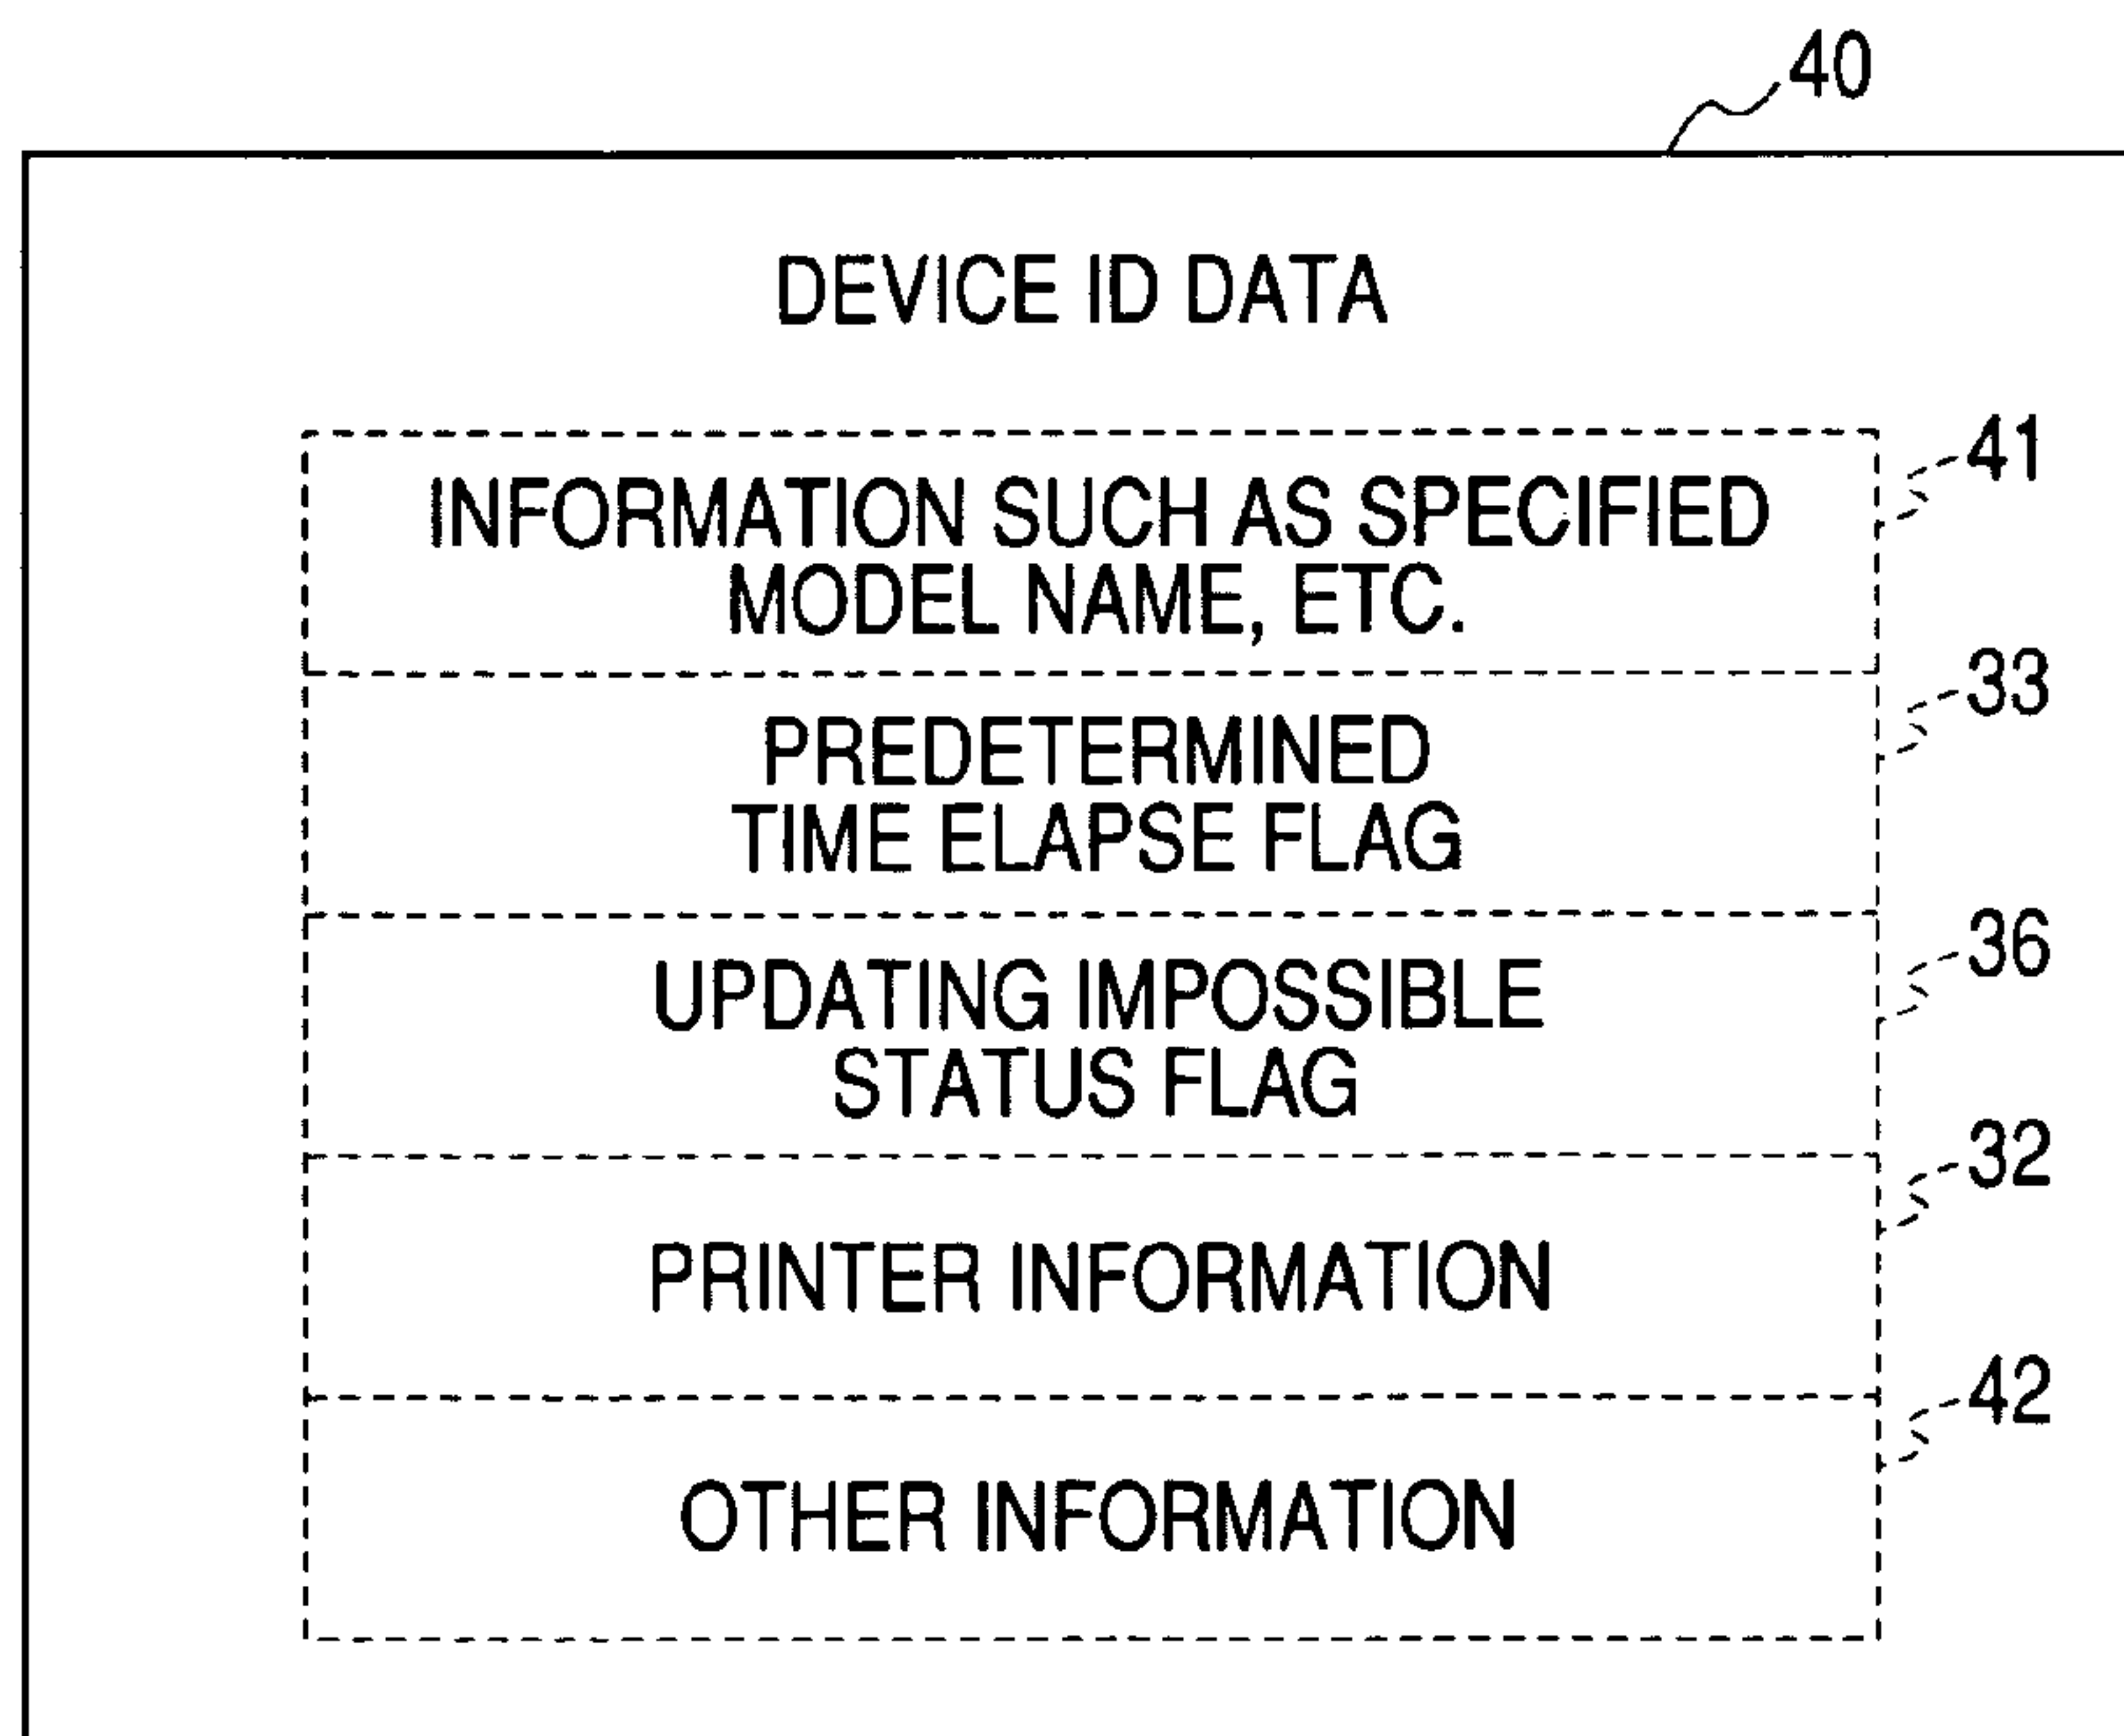 40
DEVICE ID DATA
41
INFORMATION SUCH AS SPECIFIED
MODEL NAME, ETC.
33
PREDETERMINED
TIME ELAPSE FLAG
36
UPDATING IMPOSSIBLE
STATUS FLAG
32
PRINTER INFORMATION
42
OTHER INFORMATION